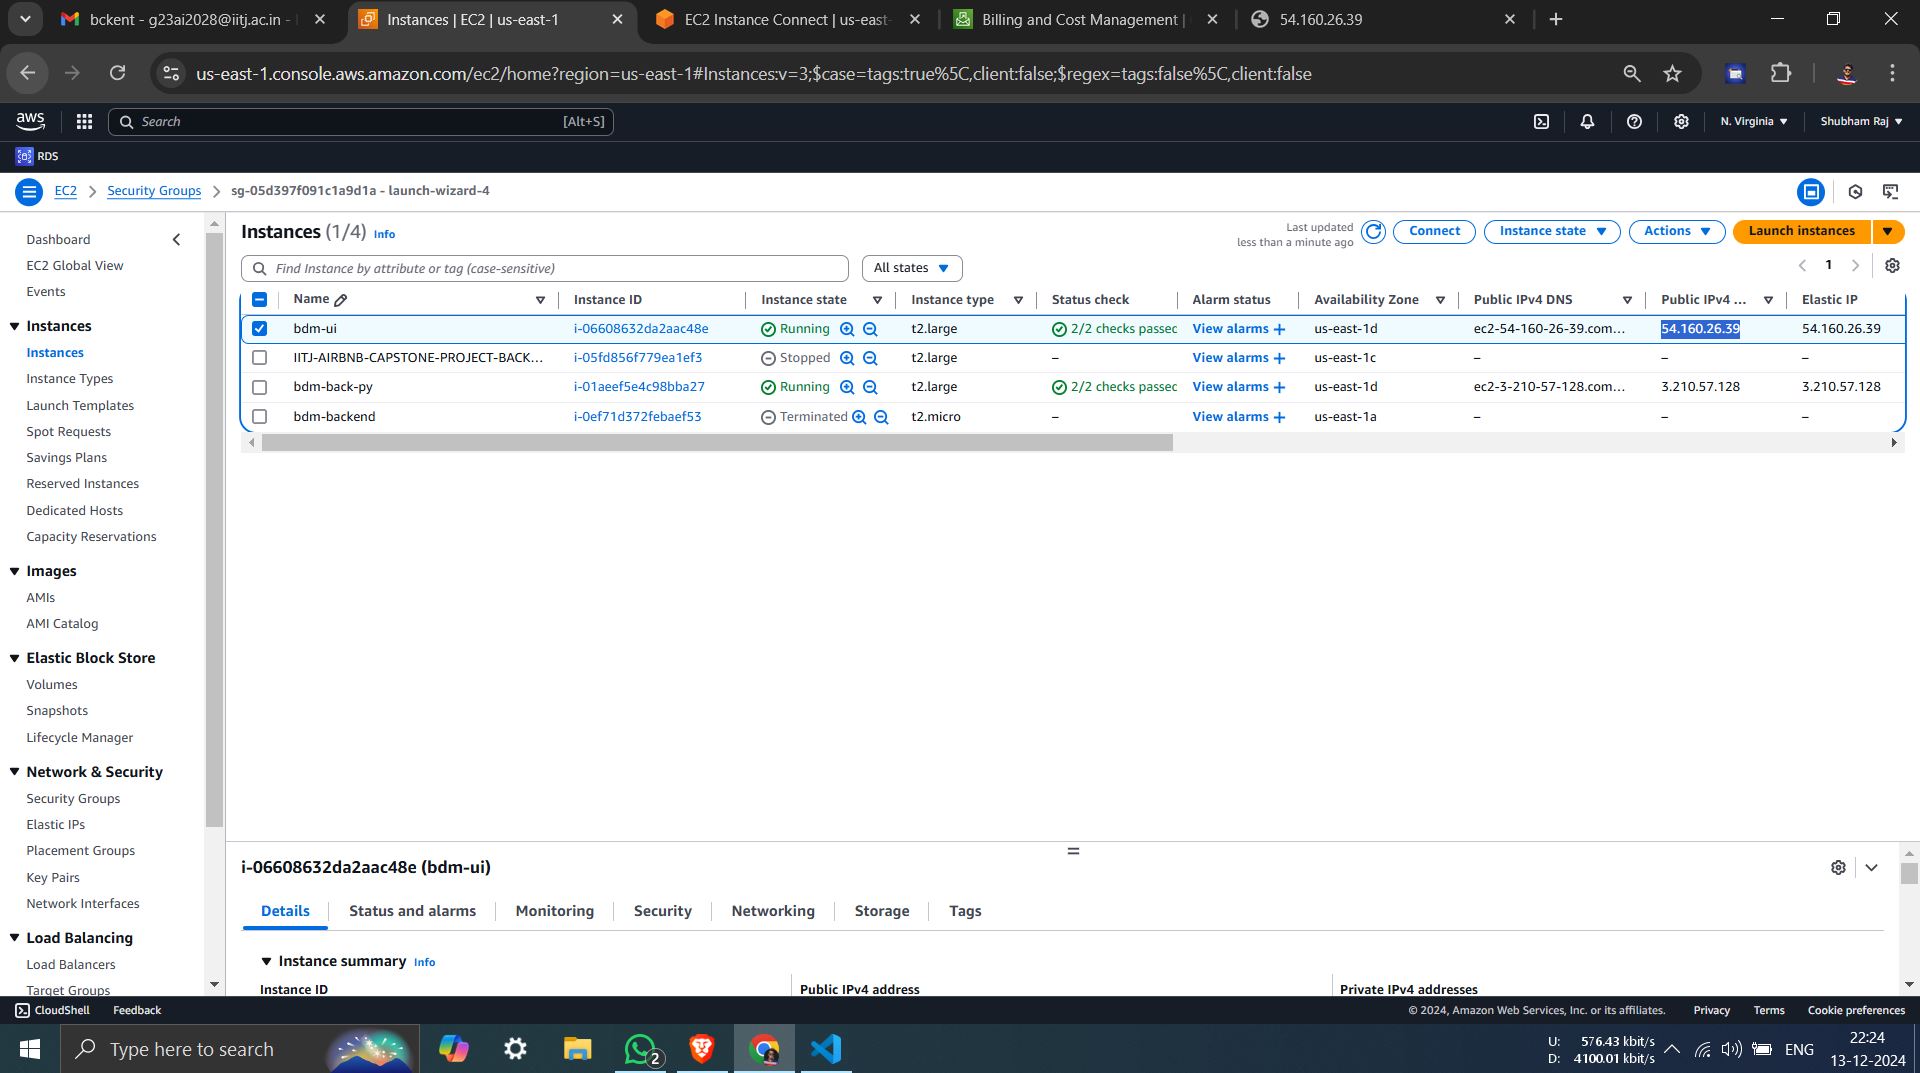 bckent - g23ai2028@iitj.ac.in -
Instances | EC2 | us-east-1
EC2 Instance Connect | us-east-
Billing and Cost Management |
54.160.26.39
us-east-1.console.aws.amazon.com/ec2/home?region=us-east-1#Instances:v=3;$case=tags:true%5C,client:false;$regex=tags:false%5C,client:false
aws
Search
[Alt+S]
N. Virginia
Shubham Raj
RDS
EC2
Security Groups
sg-05d397f091c1a9d1a - launch-wizard-4
Dashboard
EC2 Global View
Events
Instances
Instances
Instance Types
Launch Templates
Spot Requests
Savings Plans
Reserved Instances
Dedicated Hosts
Capacity Reservations
Images
AMIs
AMI Catalog
Elastic Block Store
Volumes
Snapshots
Lifecycle Manager
Network & Security
Security Groups
Elastic IPs
Placement Groups
Key Pairs
Network Interfaces
Load Balancing
Load Balancers
Target Groups
Instances (1/4) Info
Last updated
less than a minute ago
Connect
Instance state
Actions
Launch instances
Find Instance by attribute or tag (case-sensitive)
All states
1
Name Instance ID Instance state Instance type Status check Alarm status Availability Zone Public IPv4 DNS Public IPv4 ... Elastic IP
bdm-ui i-06608632da2aac48e Running t2.large 2/2 checks passec View alarms + us-east-1d ec2-54-160-26-39.com... 54.160.26.39 54.160.26.39
IITJ-AIRBNB-CAPSTONE-PROJECT-BACK... i-05fd856f779ea1ef3 Stopped t2.large – View alarms + us-east-1c – – –
bdm-back-py i-01aeef5e4c98bba27 Running t2.large 2/2 checks passec View alarms + us-east-1d ec2-3-210-57-128.com... 3.210.57.128 3.210.57.128
bdm-backend i-0ef71d372febaef53 Terminated t2.micro – View alarms + us-east-1a – – –
i-06608632da2aac48e (bdm-ui)
Details
Status and alarms
Monitoring
Security
Networking
Storage
Tags
Instance summary Info
Instance ID
Public IPv4 address
Private IPv4 addresses
CloudShell
Feedback
© 2024, Amazon Web Services, Inc. or its affiliates.
Privacy
Terms
Cookie preferences
Type here to search
2
U: 576.43 kbit/s
D: 4100.01 kbit/s
ENG
22:24
13-12-2024